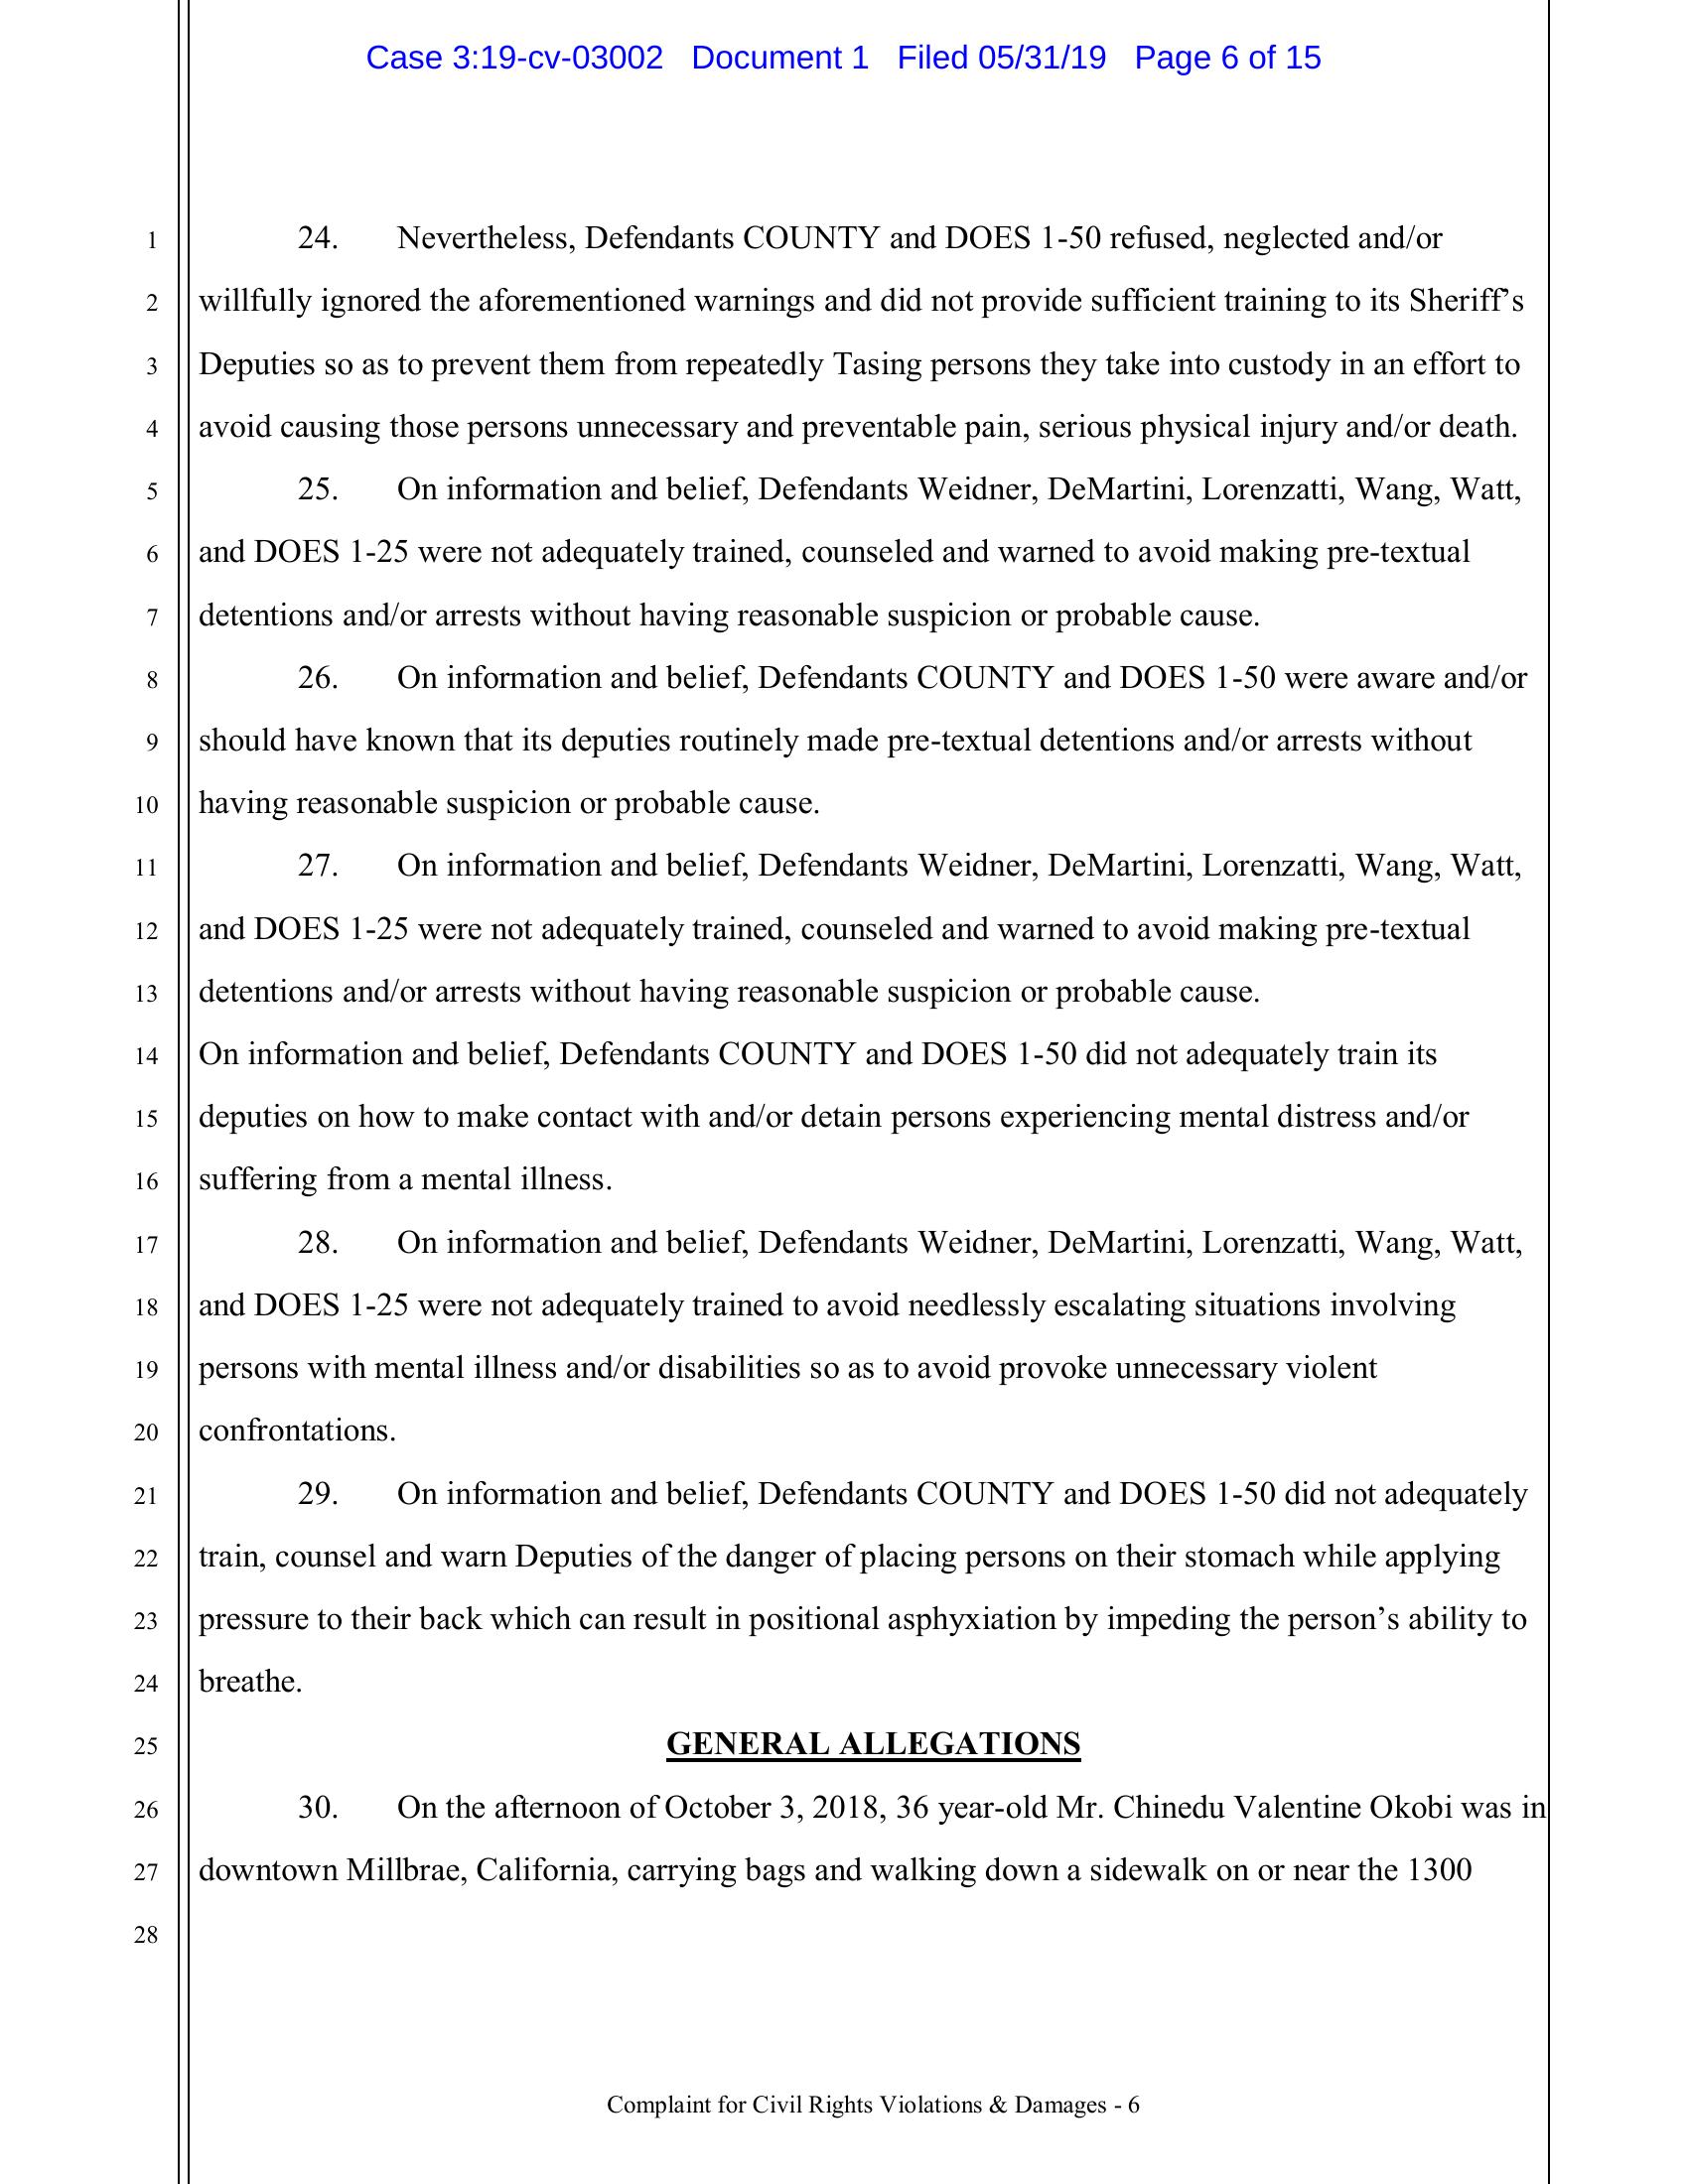 Case 3:19-cv-03002 Document 1 Filed 05/31/19 Page 6 of 15
1 24. Nevertheless, Defendants COUNTY and DOES 1-50 refused, neglected and/or
2 willfully ignored the aforementioned warnings and did not provide sufficient training to its Sheriff’s
3 Deputies so as to prevent them from repeatedly Tasing persons they take into custody in an effort to
4 avoid causing those persons unnecessary and preventable pain, serious physical injury and/or death.
5 25. On information and belief, Defendants Weidner, DeMartini, Lorenzatti, Wang, Watt,
6 and DOES 1-25 were not adequately trained, counseled and warned to avoid making pre-textual
7 detentions and/or arrests without having reasonable suspicion or probable cause.
8 26. On information and belief, Defendants COUNTY and DOES 1-50 were aware and/or
9 should have known that its deputies routinely made pre-textual detentions and/or arrests without
10 having reasonable suspicion or probable cause.
11 27. On information and belief, Defendants Weidner, DeMartini, Lorenzatti, Wang, Watt,
12 and DOES 1-25 were not adequately trained, counseled and warned to avoid making pre-textual
13 detentions and/or arrests without having reasonable suspicion or probable cause.
14 On information and belief, Defendants COUNTY and DOES 1-50 did not adequately train its
15 deputies on how to make contact with and/or detain persons experiencing mental distress and/or
16 suffering from a mental illness.
17 28. On information and belief, Defendants Weidner, DeMartini, Lorenzatti, Wang, Watt,
18 and DOES 1-25 were not adequately trained to avoid needlessly escalating situations involving
19 persons with mental illness and/or disabilities so as to avoid provoke unnecessary violent
20 confrontations.
21 29. On information and belief, Defendants COUNTY and DOES 1-50 did not adequately
22 train, counsel and warn Deputies of the danger of placing persons on their stomach while applying
23 pressure to their back which can result in positional asphyxiation by impeding the person’s ability to
24 breathe.
25 GENERAL ALLEGATIONS
26 30. On the afternoon of October 3, 2018, 36 year-old Mr. Chinedu Valentine Okobi was in
27 downtown Millbrae, California, carrying bags and walking down a sidewalk on or near the 1300
28
Complaint for Civil Rights Violations & Damages - 6